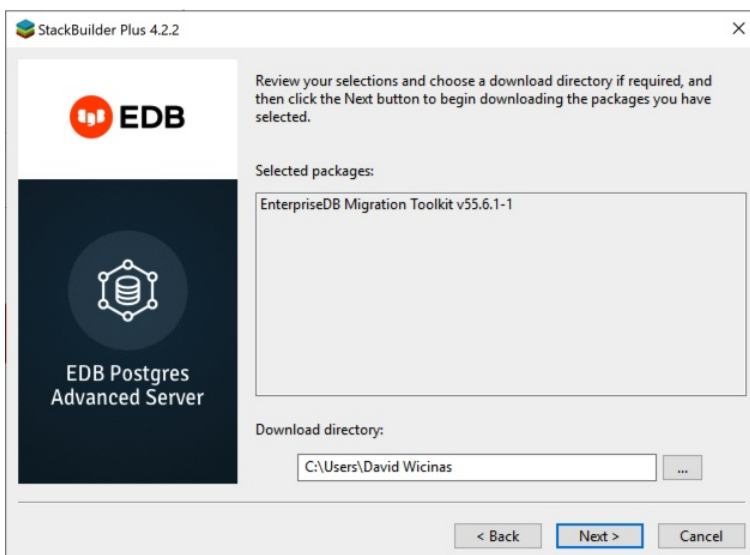 StackBuilder Plus 4.2.2
EDB
EDB Postgres
Advanced Server
Review your selections and choose a download directory if required, and
then click the Next button to begin downloading the packages you have
selected.
Selected packages:
EnterpriseDB Migration Toolkit v55.6.1-1
Download directory:
C:\Users\David Wicinas
...
< Back
Next >
Cancel